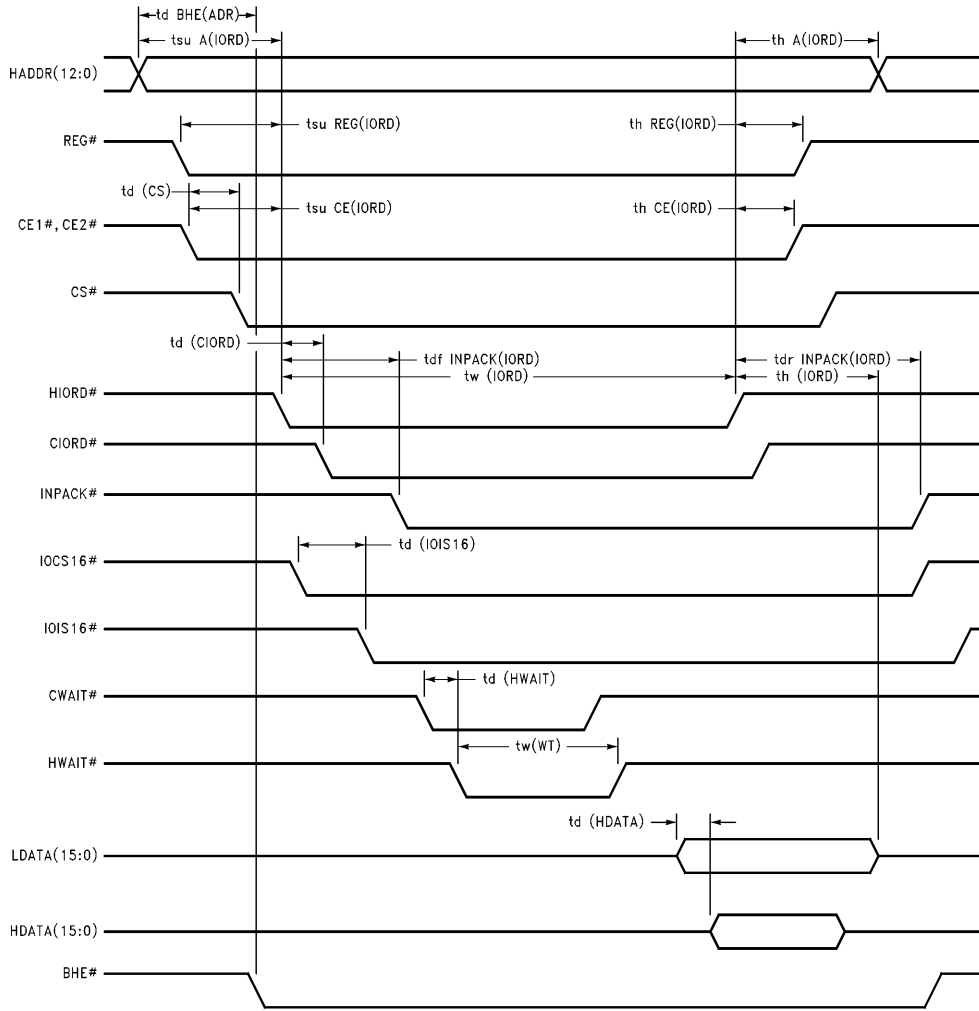 td BHE(ADR)
tsu A(IORD)
th A(IORD)
HADDR(12:0)
tsu REG(IORD)
th REG(IORD)
REG#
td (CS)
tsu CE(IORD)
th CE(IORD)
CE1#, CE2#
CS#
td (CIORD)
tdf INPACK(IORD)
tdr INPACK(IORD)
tw (IORD)
th (IORD)
HIORD#
CIORD#
INPACK#
td (IOIS16)
IOCS16#
IOIS16#
td (HWAIT)
CWAIT#
tw(WT)
HWAIT#
td (HDATA)
LDATA(15:0)
HDATA(15:0)
BHE#